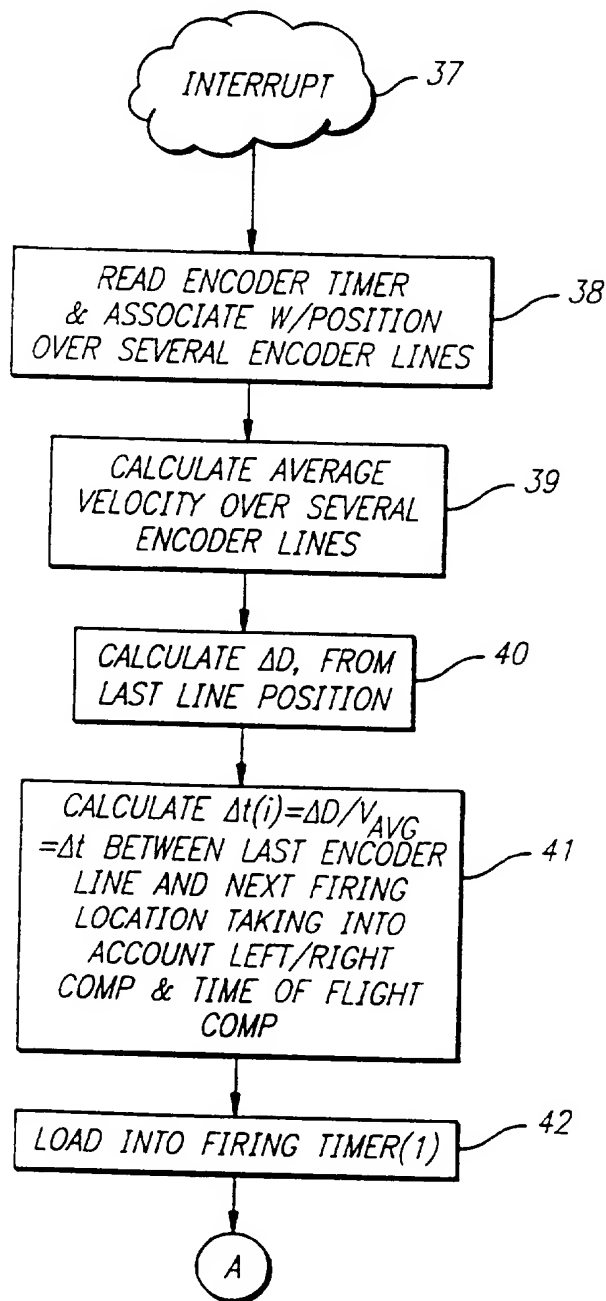 INTERRUPT
37
READ ENCODER TIMER
& ASSOCIATE W/POSITION
OVER SEVERAL ENCODER LINES
38
CALCULATE AVERAGE
VELOCITY OVER SEVERAL
ENCODER LINES
39
CALCULATE ΔD, FROM
LAST LINE POSITION
40
CALCULATE Δt(i)=ΔD/V_AVG
=Δt BETWEEN LAST ENCODER
LINE AND NEXT FIRING
LOCATION TAKING INTO
ACCOUNT LEFT/RIGHT
COMP & TIME OF FLIGHT
COMP
41
LOAD INTO FIRING TIMER(1)
42
A